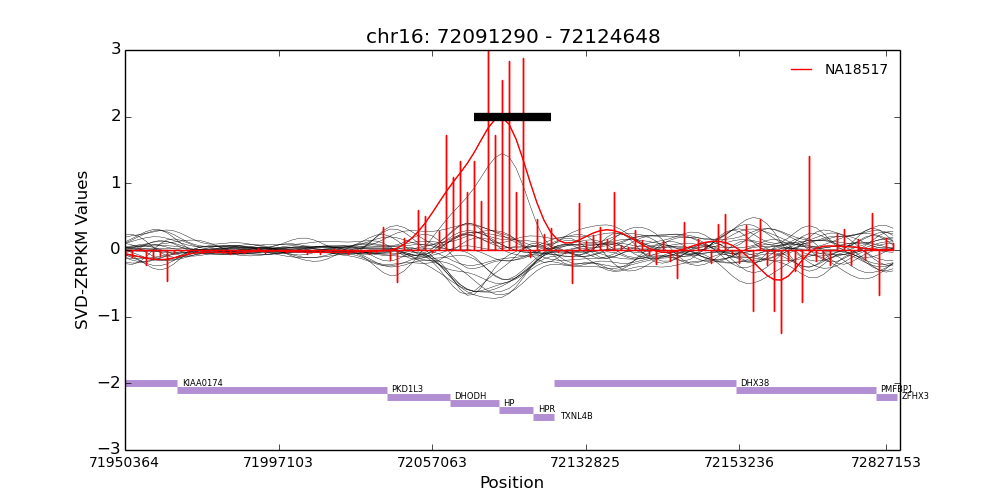 chr16: 72091290 - 72124648
NA18517
SVD-ZRPKM Values
3
2
1
0
−1
−2
−3
KIAA0174
PKD1L3
DHODH
HP
HPR
TXNL4B
DHX38
PMFBP1
ZFHX3
71950364 71997103 72057063 72132825 72153236 72827153
Position